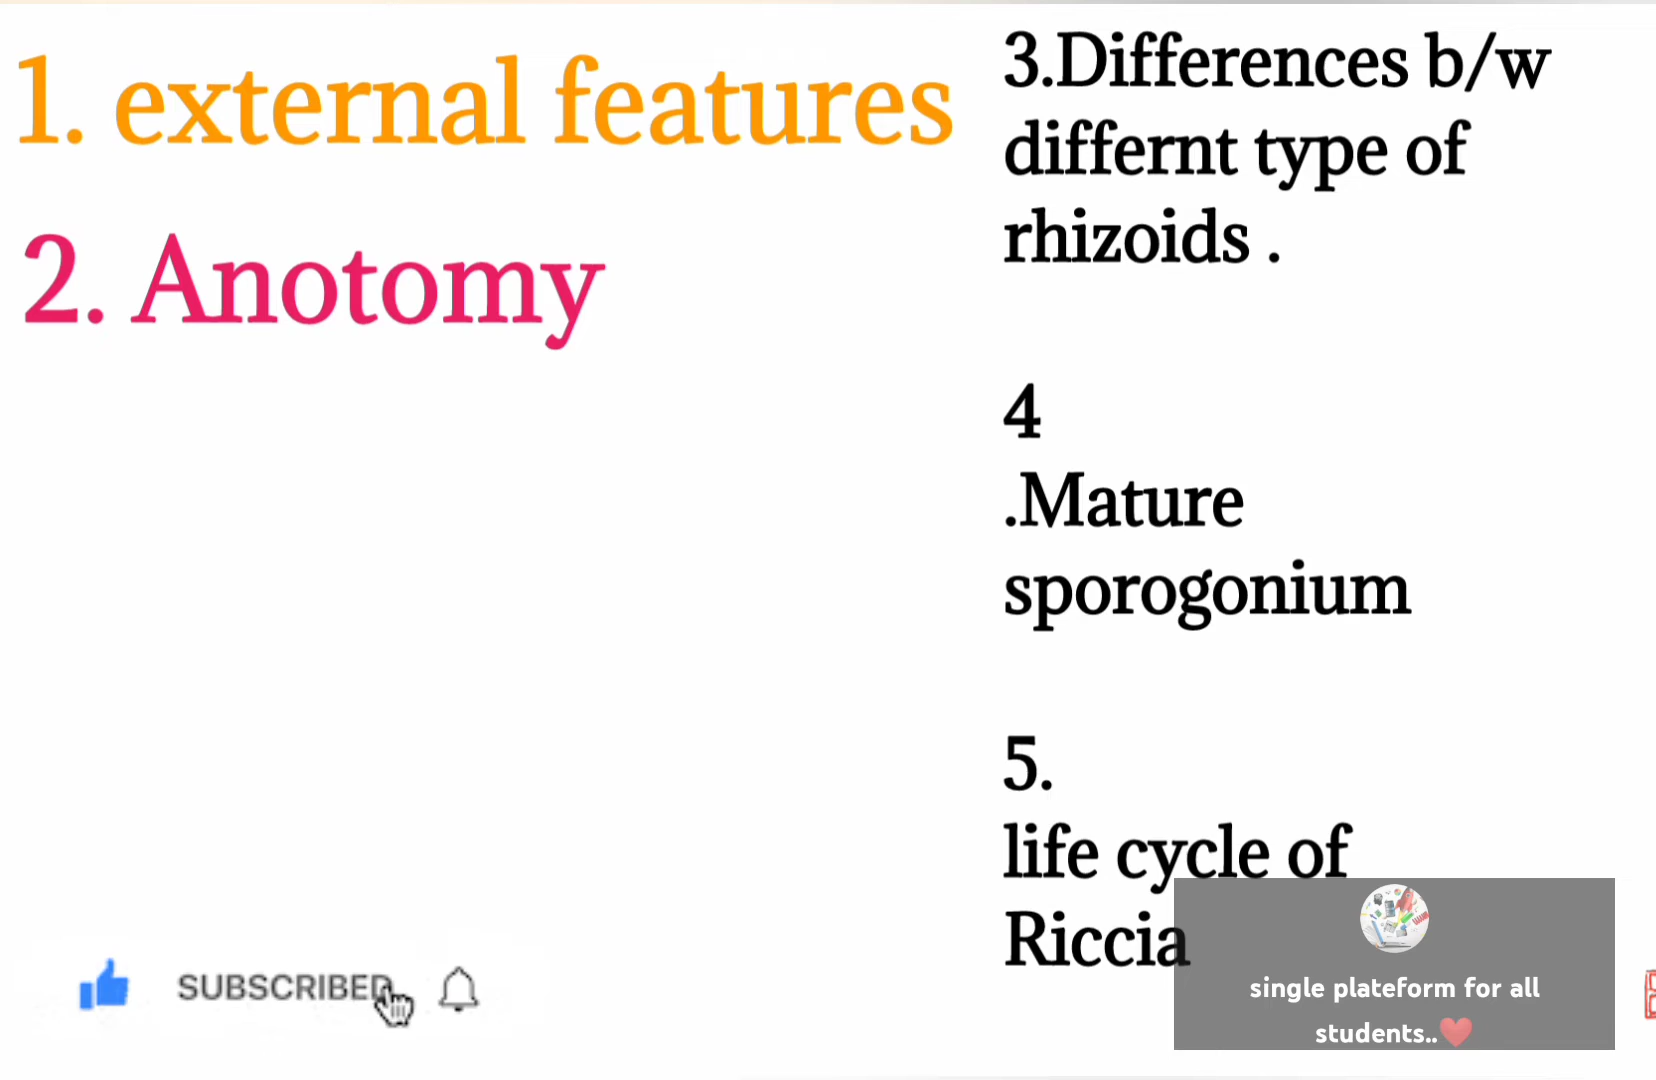 1. external features
2. Anotomy
3.Differences b/w
differnt type of
rhizoids .
4
.Mature
sporogonium
5.
life cycle of
Riccia
SUBSCRIBED
single plateform for all
students..❤️